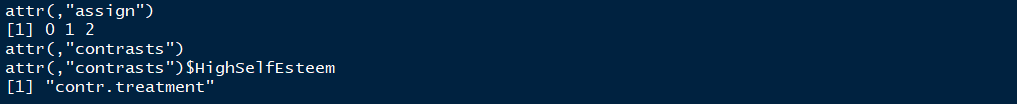 attr(,"assign")
[1] 0 1 2
attr(,"contrasts")
attr(,"contrasts")$HighSelfEsteem
[1] "contr.treatment"